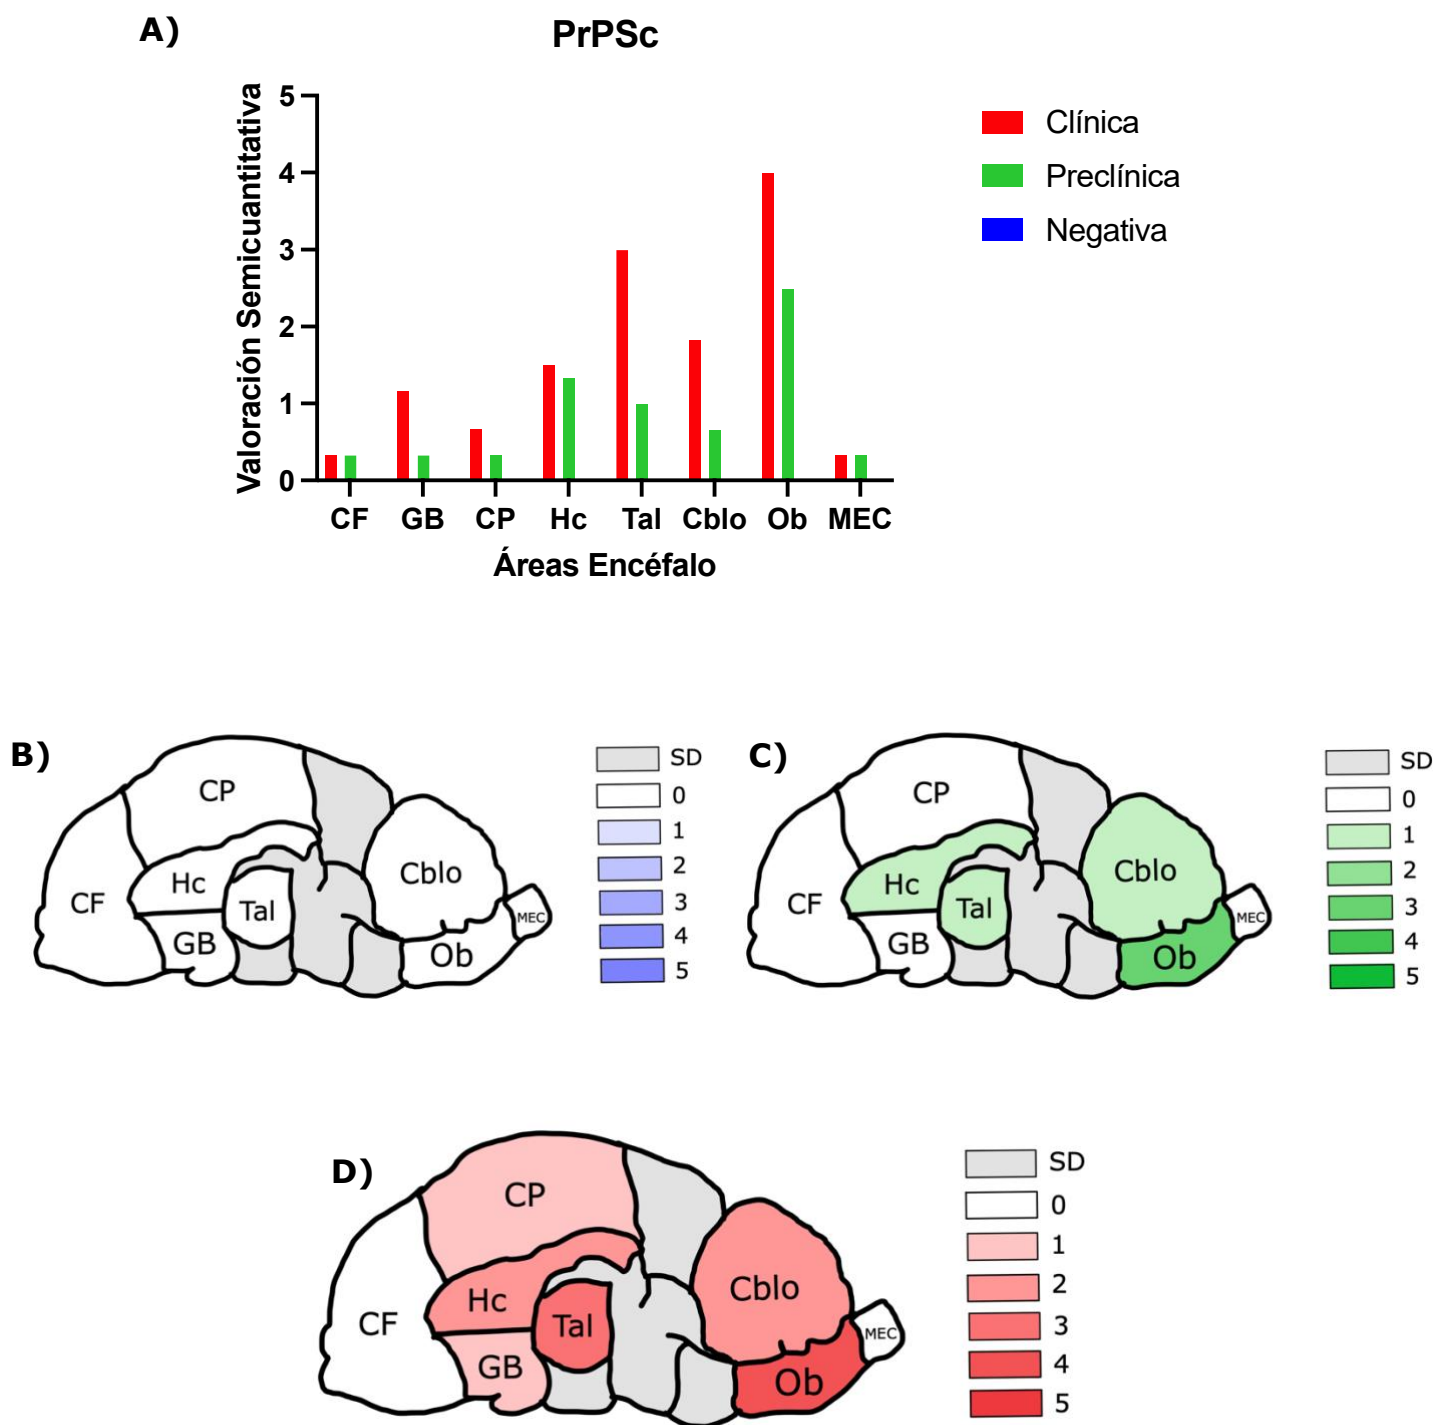 A)
PrPSc
Valoración Semicuantitativa
5
4
3
2
1
0
CF GB CP Hc Tal Cblo Ob MEC
Áreas Encéfalo
Clínica
Preclínica
Negativa
B)
CP
CF
Hc
Tal
GB
Cblo
Ob
MEC
SD
0
1
2
3
4
5
C)
CP
CF
Hc
Tal
GB
Cblo
Ob
MEC
SD
0
1
2
3
4
5
D)
CP
CF
Hc
Tal
GB
Cblo
Ob
MEC
SD
0
1
2
3
4
5